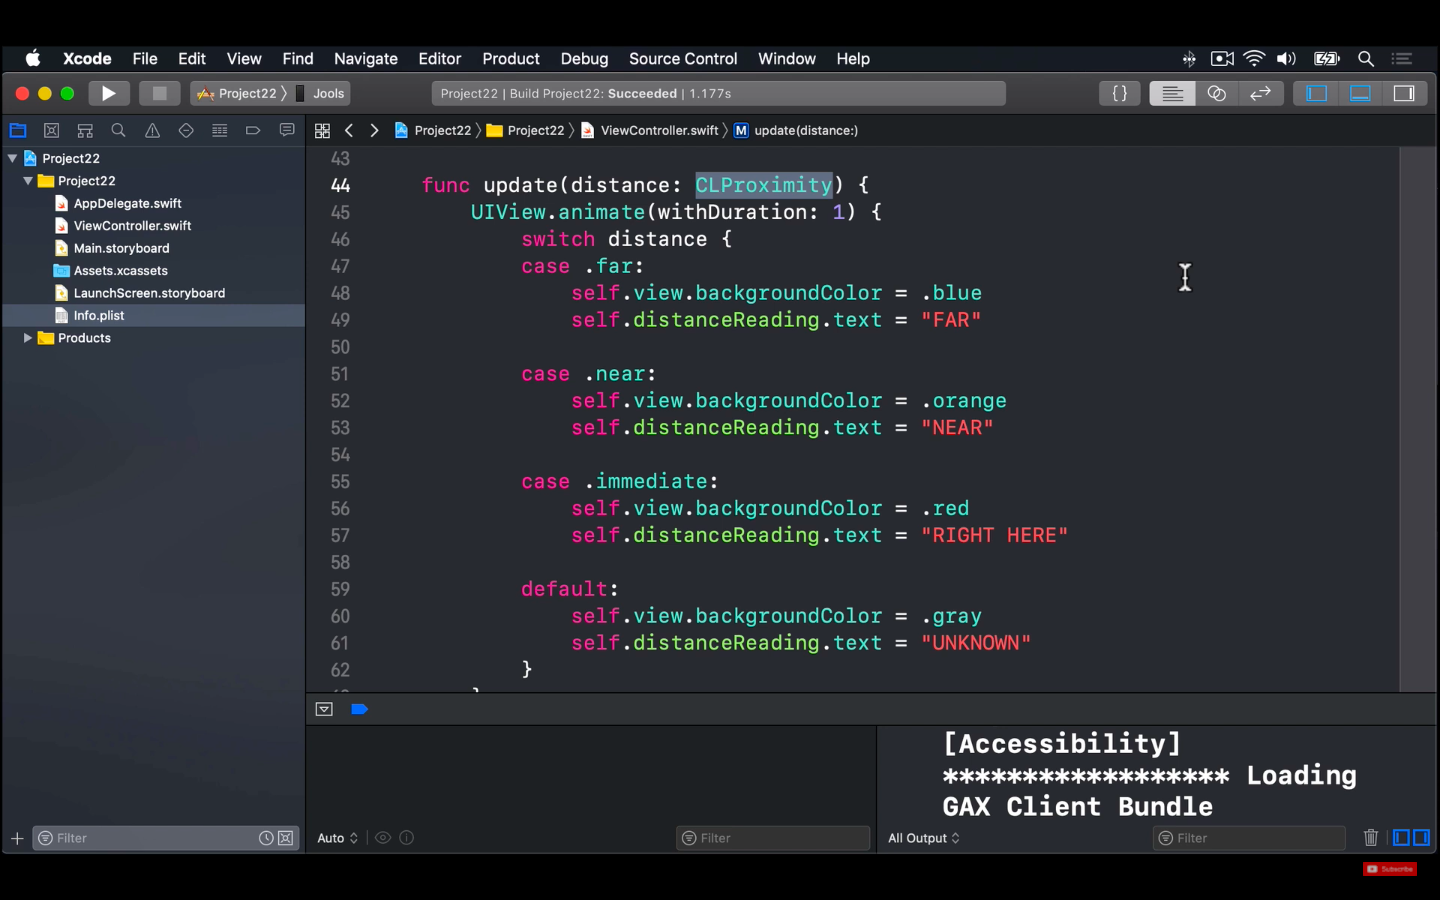 Xcode File Edit View Find Navigate Editor Product Debug Source Control Window Help
Project22 〉 Jools
Project22 | Build Project22: Succeeded | 1.177s
{}
Project22 〉 Project22 〉 ViewController.swift 〉 M update(distance:)
Project22
Project22
AppDelegate.swift
ViewController.swift
Main.storyboard
Assets.xcassets
LaunchScreen.storyboard
Info.plist
Products
43
44 func update(distance: CLProximity) {
45 UIView.animate(withDuration: 1) {
46 switch distance {
47 case .far:
48 self.view.backgroundColor = .blue
49 self.distanceReading.text = "FAR"
50
51 case .near:
52 self.view.backgroundColor = .orange
53 self.distanceReading.text = "NEAR"
54
55 case .immediate:
56 self.view.backgroundColor = .red
57 self.distanceReading.text = "RIGHT HERE"
58
59 default:
60 self.view.backgroundColor = .gray
61 self.distanceReading.text = "UNKNOWN"
62 }
[Accessibility]
****************** Loading
GAX Client Bundle
Filter
Auto
Filter
All Output
Filter
Subscribe